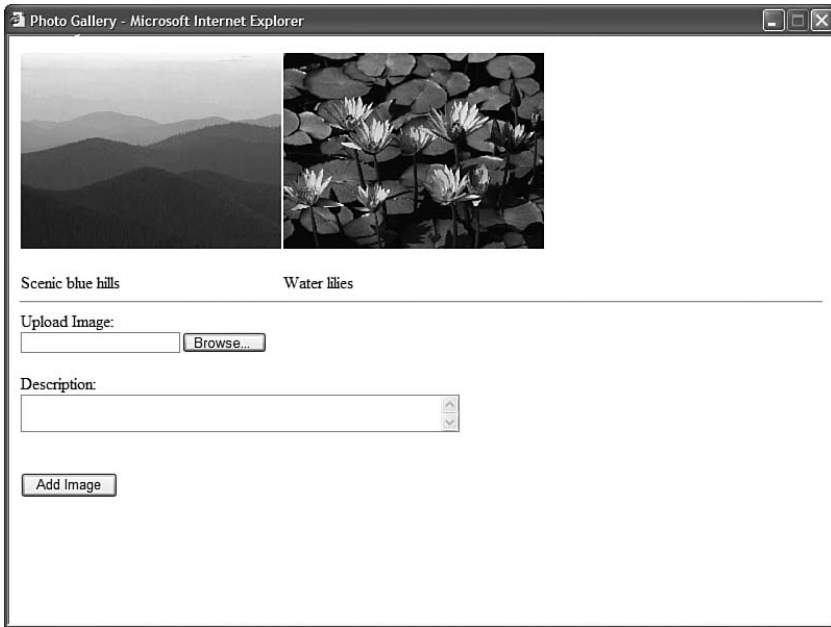 Photo Gallery - Microsoft Internet Explorer
Scenic blue hills
Water lilies
Upload Image:
Browse...
Description:
Add Image